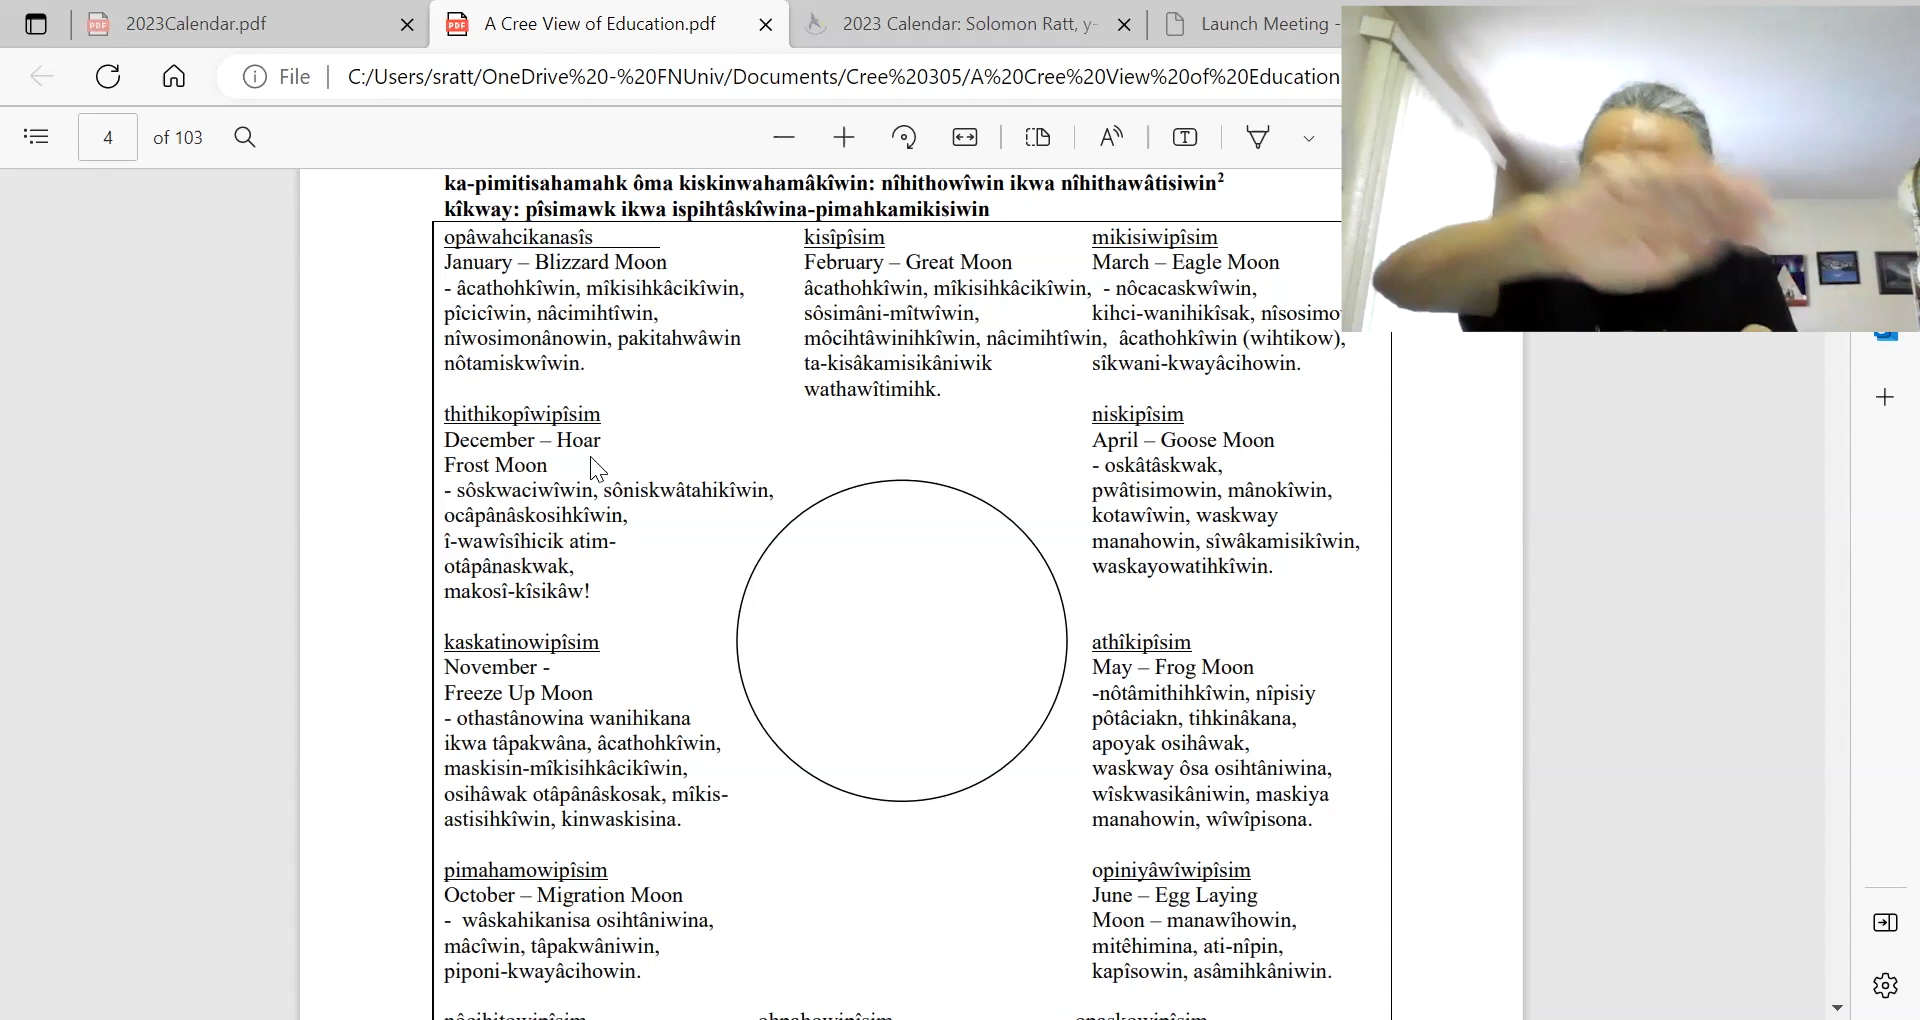 2023Calendar.pdf
A Cree View of Education.pdf
2023 Calendar: Solomon Ratt, y-
Launch Meeting -
File
C:/Users/sratt/OneDrive%20-%20FNUniv/Documents/Cree%20305/A%20Cree%20View%20of%20Education
4 of 103
ka-pimitisahamahk ôma kiskinwahamâkîwin: nîhithowîwin ikwa nîhithawâtisiwin²
kîkway: pîsimawk ikwa ispihtâskîwina-pimahkamikisiwin
opâwahcikanasîs
January – Blizzard Moon
- âcathohkîwin, mîkisihkâcikîwin,
pîcicîwin, nâcimihtîwin,
nîwosimonânowin, pakitahwâwin
nôtamiskwîwin.
kisîpîsim
February – Great Moon
âcathohkîwin, mîkisihkâcikîwin,
sôsimâni-mîtwîwin,
môcihtâwinihkîwin, nâcimihtîwin,
ta-kisâkamisikâniwik
wathawîtimihk.
mikisiwipîsim
March – Eagle Moon
- nôcacaskwîwin,
kihci-wanihikîsak, nîsosimo
âcathohkîwin (wihtikow),
sîkwani-kwayâcihowin.
thithikopîwipîsim
December – Hoar
Frost Moon
- sôskwaciwîwin, sôniskwâtahikîwin,
ocâpânâskosihkîwin,
î-wawîsîhicik atim-
otâpânaskwak,
makosî-kîsikâw!
niskipîsim
April – Goose Moon
- oskâtâskwak,
pwâtisimowin, mânokîwin,
kotawîwin, waskway
manahowin, sîwâkamisikîwin,
waskayowatihkîwin.
kaskatinowipîsim
November -
Freeze Up Moon
- othastânowina wanihikana
ikwa tâpakwâna, âcathohkîwin,
maskisin-mîkisihkâcikîwin,
osihâwak otâpânâskosak, mîkis-
astisihkîwin, kinwaskisina.
athîkipîsim
May – Frog Moon
-nôtâmithihkîwin, nîpisiy
pôtâciakn, tihkinâkana,
apoyak osihâwak,
waskway ôsa osihtâniwina,
wîskwasikâniwin, maskiya
manahowin, wîwîpisona.
pimahamowipîsim
October – Migration Moon
- wâskahikanisa osihtâniwina,
mâcîwin, tâpakwâniwin,
piponi-kwayâcihowin.
opiniyâwîwipîsim
June – Egg Laying
Moon – manawîhowin,
mitêhimina, ati-nîpin,
kapîsowin, asâmihkâniwin.